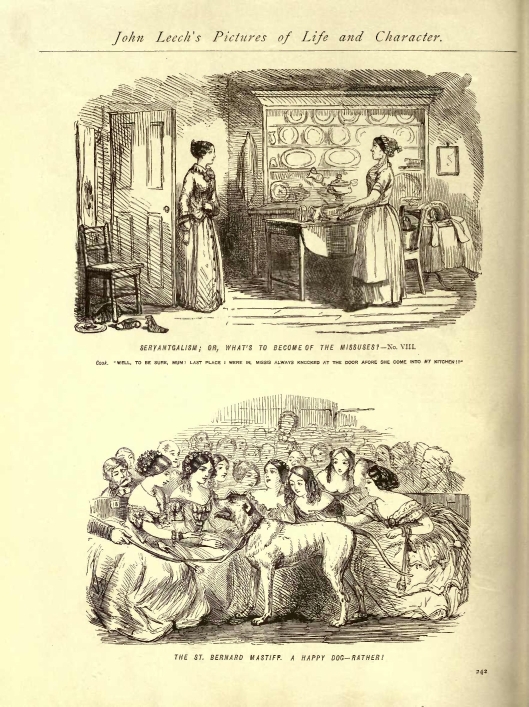 John Leech's Pictures of Life and Character.
SERVANTGALISM; OR, WHAT'S TO BECOME OF THE MISSUSES?—No. VIII.
Cook. "WELL, TO BE SURE, MUM! LAST PLACE I WERE IN, MISSIS ALWAYS KNOCKED AT THE DOOR AFORE SHE COME INTO MY KITCHEN!!"
THE ST. BERNARD MASTIFF. A HAPPY DOG—RATHER!
242